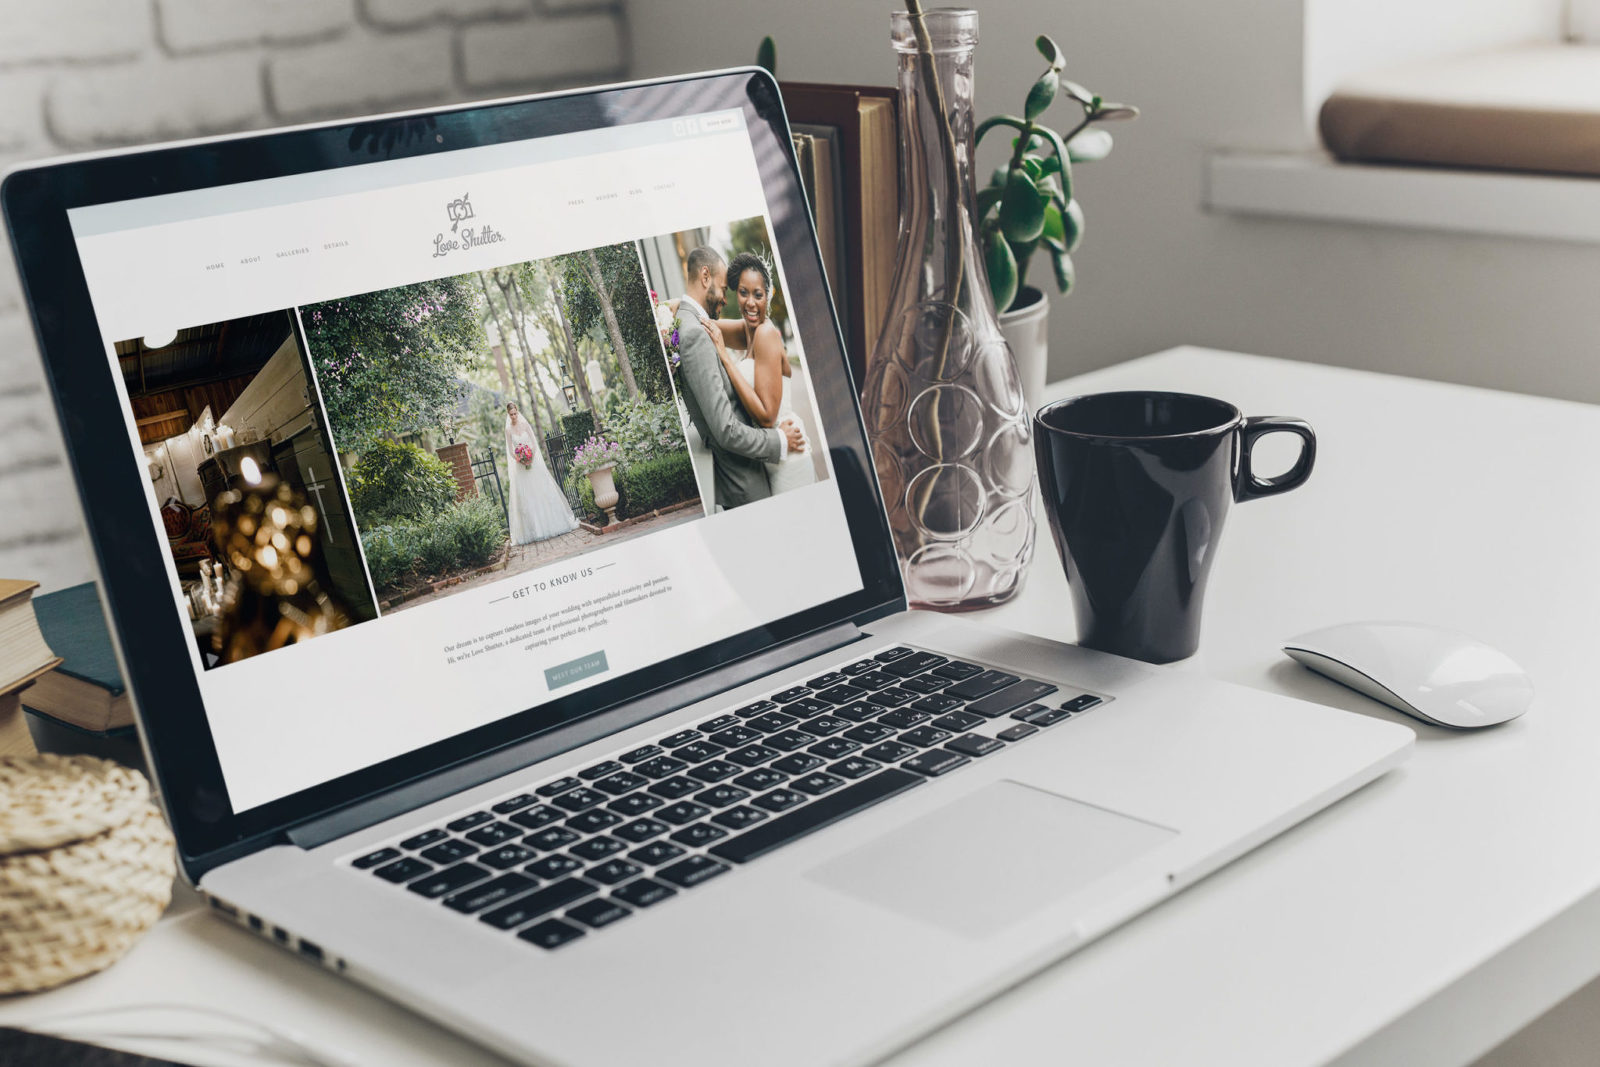 BOOK NOW
HOME ABOUT GALLERIES DETAILS
Love Shutter.
PRESS REVIEWS BLOG CONTACT
GET TO KNOW US
Our dream is to capture timeless images of your wedding with unparalleled creativity and passion.
Hi, we're Love Shutter, a dedicated team of professional photographers and filmmakers devoted to
capturing your perfect day, perfectly.
MEET OUR TEAM